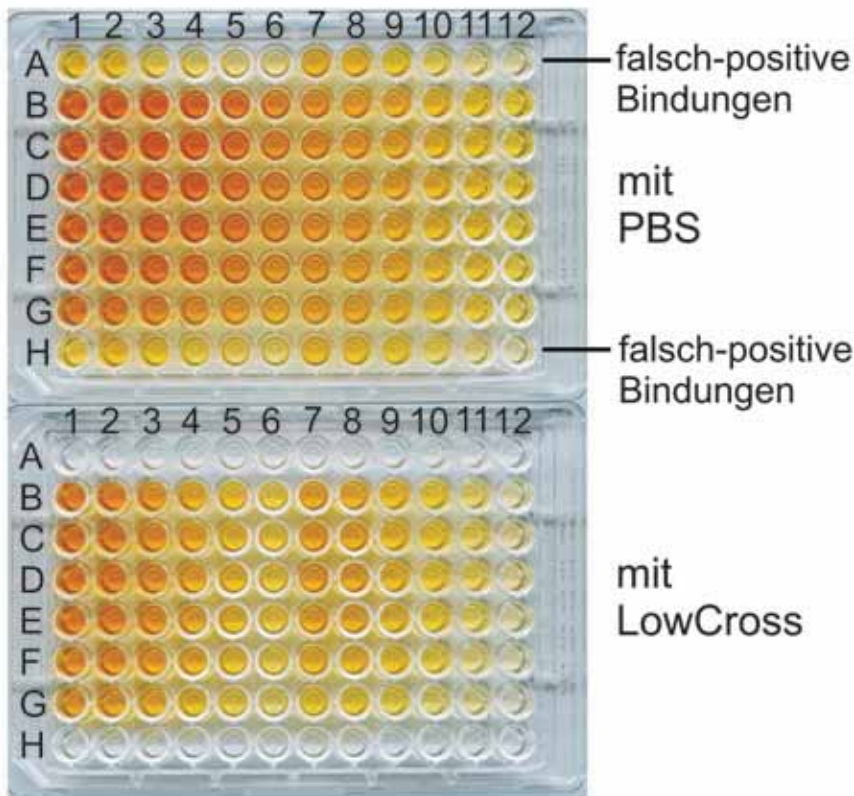 1 2 3 4 5 6 7 8 9 10 11 12
A
B
C
D
E
F
G
H
falsch-positive
Bindungen
mit
PBS
falsch-positive
Bindungen
1 2 3 4 5 6 7 8 9 10 11 12
A
B
C
D
E
F
G
H
mit
LowCross